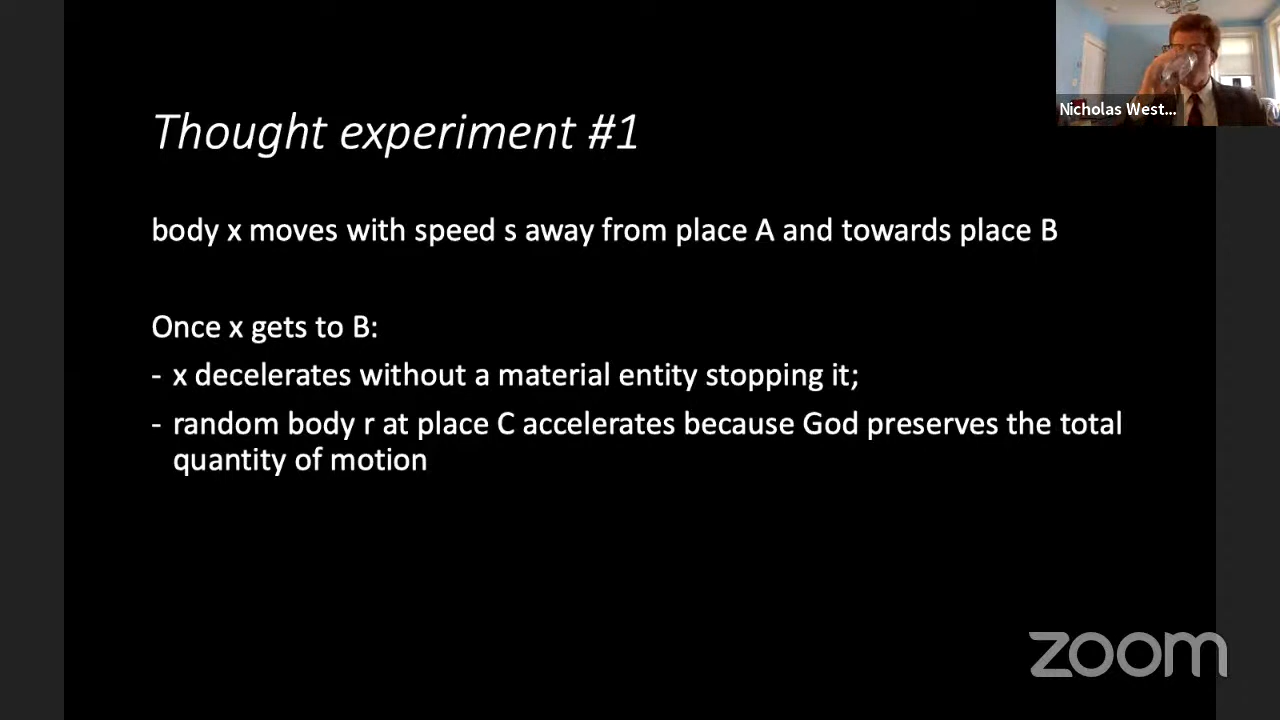 Nicholas West...
Thought experiment #1
body x moves with speed s away from place A and towards place B
Once x gets to B:
- x decelerates without a material entity stopping it;
- random body r at place C accelerates because God preserves the total
quantity of motion
zoom